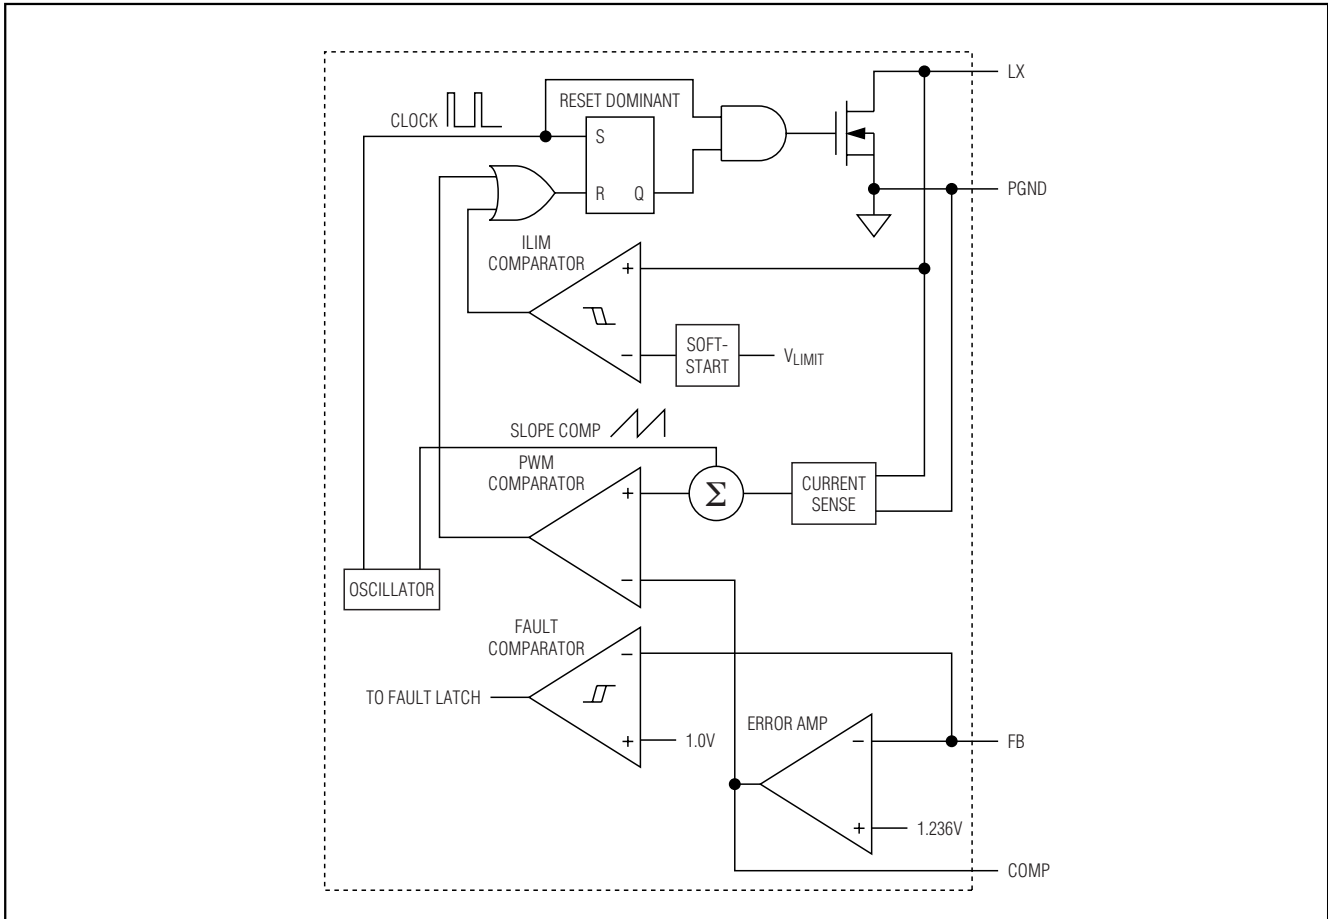 LX
RESET DOMINANT
CLOCK
S
R Q
PGND
ILIM
COMPARATOR
+
−
SOFT-
START
VLIMIT
SLOPE COMP
PWM
COMPARATOR
+
Σ
CURRENT
SENSE
−
OSCILLATOR
FAULT
COMPARATOR
−
TO FAULT LATCH
+
1.0V
ERROR AMP
−
FB
+
1.236V
COMP